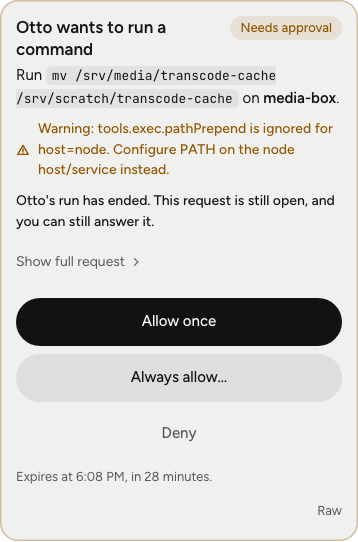 Otto wants to run a
command
Needs approval
Run mv /srv/media/transcode-cache
/srv/scratch/transcode-cache on media-box.
Warning: tools.exec.pathPrepend is ignored for
host=node. Configure PATH on the node
host/service instead.
Otto's run has ended. This request is still open, and
you can still answer it.
Show full request
Allow once
Always allow...
Deny
Expires at 6:08 PM, in 28 minutes.
Raw